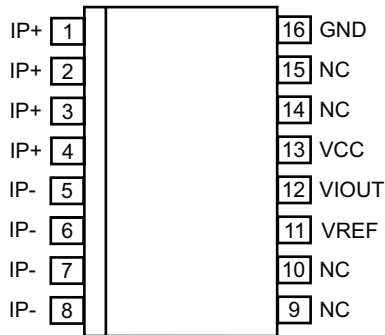 IP+ 1 16 GND
IP+ 2 15 NC
IP+ 3 14 NC
IP+ 4 13 VCC
IP- 5 12 VIOUT
IP- 6 11 VREF
IP- 7 10 NC
IP- 8 9 NC